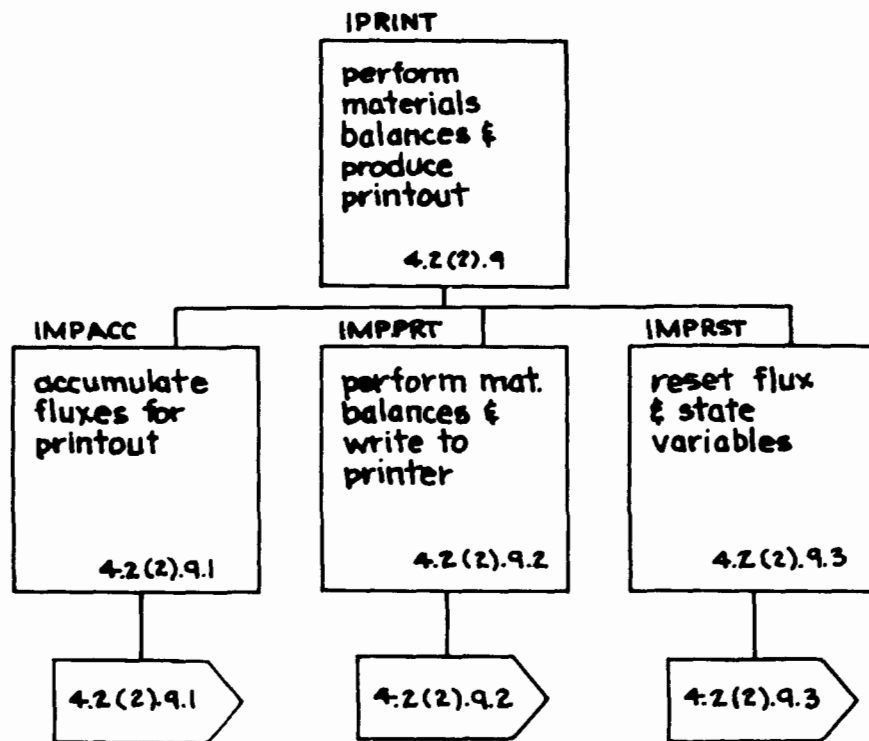 IPRINT
perform
materials
balances &
produce
printout
4.2(2).9
IMPACC
accumulate
fluxes for
printout
4.2(2).9.1
IMPPRT
perform mat.
balances &
write to
printer
4.2(2).9.2
IMPRST
reset flux
& state
variables
4.2(2).9.3
4.2(2).9.1
4.2(2).9.2
4.2(2).9.3